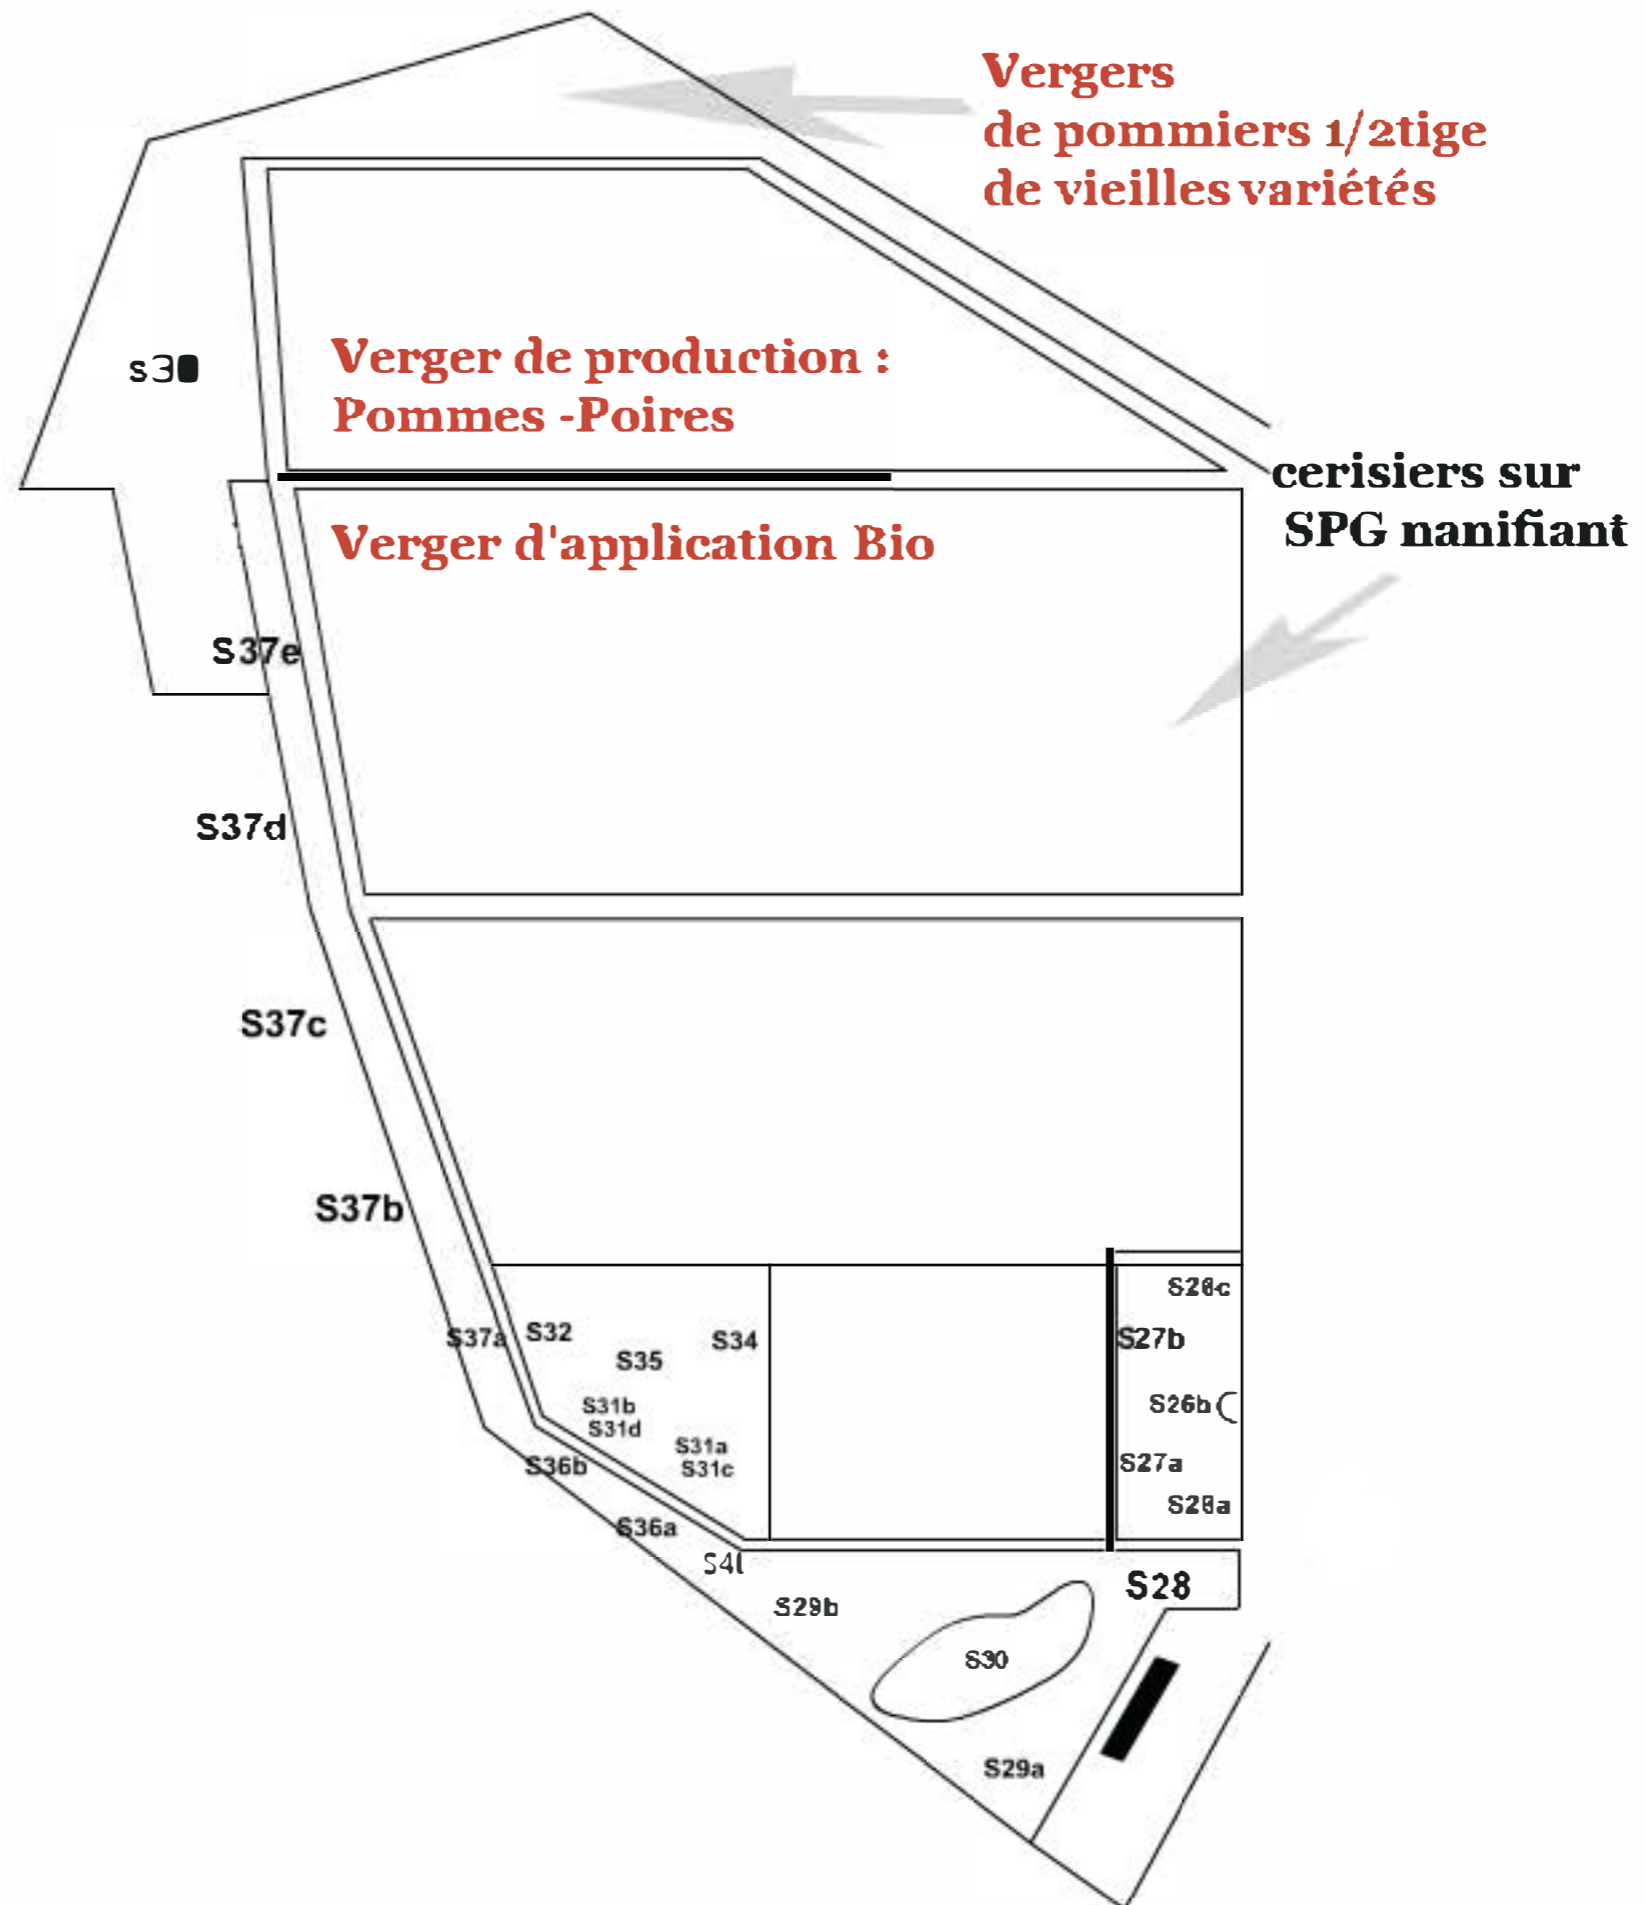 Vergers
de pommiers 1/2tige
de vieilles variétés
Verger de production :
Pommes -Poires
cerisiers sur
SPG nanifiant
Verger d'application Bio
S37e
S37d
S37c
S37b
S26c
S37a
S32
S35
S34
S27b
S31b
S31d
S26b
S31a
S31c
S36b
S27a
S36a
S29b
S28
S30
S29a